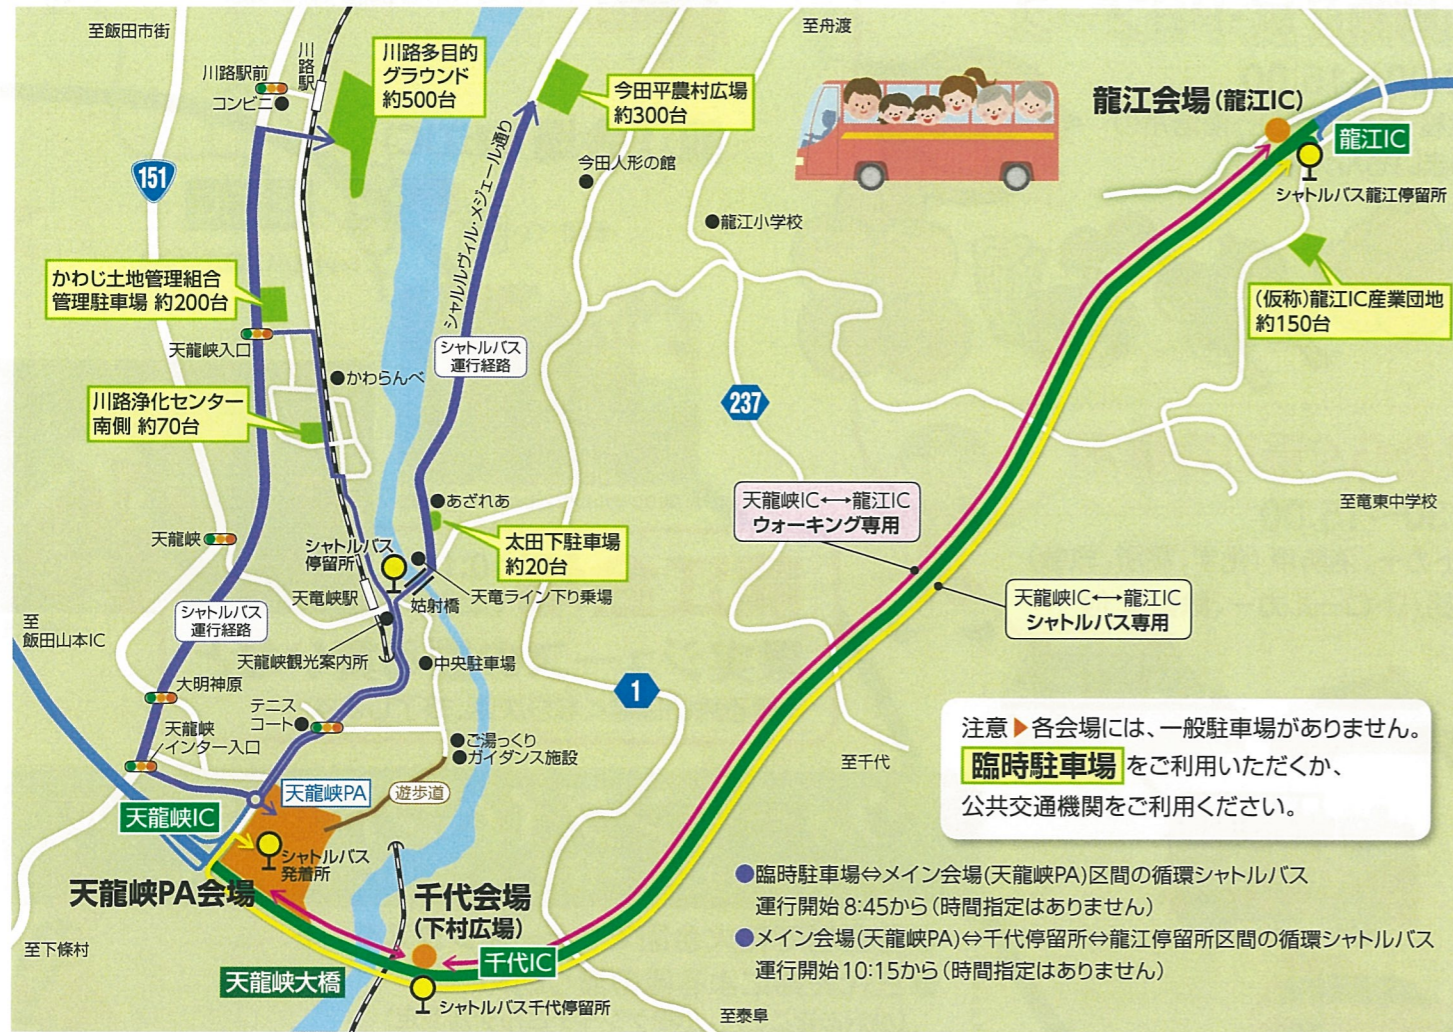 至飯田市街
川路駅前
コンビニ
川路駅
川路多目的
グラウンド
約500台
シャルルヴィル・メジェール通り
今田平農村広場
約300台
至舟渡
龍江会場(龍江IC)
龍江IC
シャトルバス龍江停留所
151
今田人形の館
龍江小学校
かわじ土地管理組合
管理駐車場 約200台
天龍峡入口
(仮称)龍江IC産業団地
約150台
シャトルバス
運行経路
かわらんべ
川路浄化センター
南側 約70台
237
あざれあ
天龍峡IC⟷龍江IC
ウォーキング専用
至竜東中学校
天龍峡
シャトルバス
停留所
太田下駐車場
約20台
天竜峡駅
姑射橋
天竜ライン下り乗場
天龍峡IC⟷龍江IC
シャトルバス専用
至
飯田山本IC
シャトルバス
運行経路
天龍峡観光案内所
中央駐車場
大明神原
1
テニス
コート
天龍峡
インター入口
ご湯っくり
ガイダンス施設
至千代
注意▶各会場には、一般駐車場がありません。
臨時駐車場をご利用いただくか、
公共交通機関をご利用ください。
天龍峡PA
遊歩道
天龍峡IC
シャトルバス
発着所
天龍峡PA会場
千代会場
(下村広場)
千代IC
至下條村
天龍峡大橋
シャトルバス千代停留所
至泰阜
●臨時駐車場⇔メイン会場(天龍峡PA)区間の循環シャトルバス
運行開始8:45から(時間指定はありません)
●メイン会場(天龍峡PA)⇔千代停留所⇔龍江停留所区間の循環シャトルバス
運行開始10:15から(時間指定はありません)